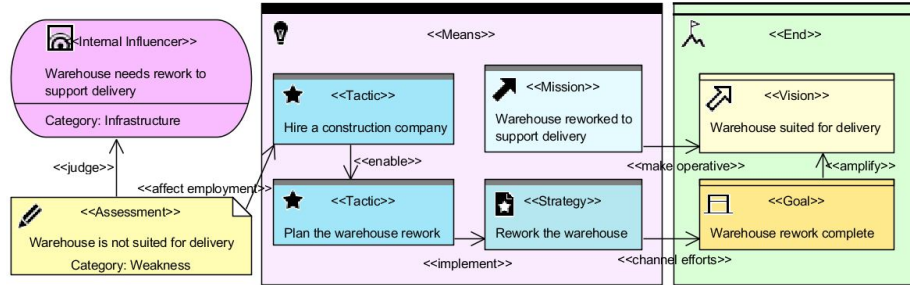 <<Internal Influencer>>
Warehouse needs rework to
support delivery
Category: Infrastructure
<<judge>>
<<Assessment>>
Warehouse is not suited for delivery
Category: Weakness
<<affect employment>>
<<Means>>
<<Tactic>>
Hire a construction company
<<enable>>
<<Tactic>>
Plan the warehouse rework
<<implement>>
<<Mission>>
Warehouse reworked to
support delivery
<<make operative>>
<<Strategy>>
Rework the warehouse
<<channel efforts>>
<<End>>
<<Vision>>
Warehouse suited for delivery
<<amplify>>
<<Goal>>
Warehouse rework complete